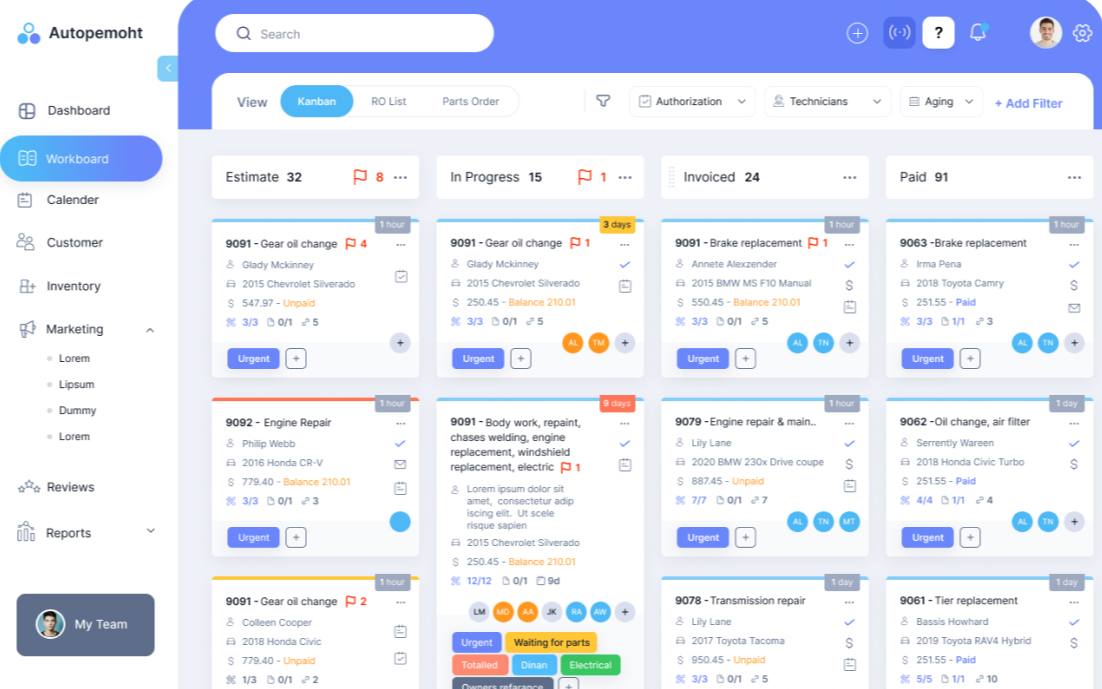 Autopemoht
Search
?
Dashboard
Workboard
Calender
Customer
Inventory
Marketing
Lorem
Lipsum
Dummy
Lorem
Reviews
Reports
My Team
View
Kanban
RO List
Parts Order
Authorization
Technicians
Aging
+ Add Filter
Estimate 32
8
1 hour
9091 - Gear oil change 4
Glady Mckinney
2015 Chevrolet Silverado
$ 547.97 - Unpaid
3/3 0/1 5
+
Urgent +
1 hour
9092 - Engine Repair
Philip Webb
2016 Honda CR-V
$ 779.40 - Balance 210.01
3/3 0/1 3
Urgent +
1 hour
9091 - Gear oil change 2
Colleen Cooper
2018 Honda Civic
$ 779.40 - Unpaid
1/3 0/1 2
In Progress 15
1
3 days
9091 - Gear oil change 1
Glady Mckinney
2015 Chevrolet Silverado
$ 250.45 - Balance 210.01
3/3 0/1 5
AL TM +
Urgent +
9 days
9091 - Body work, repaint,
chases welding, engine
replacement, windshield
replacement, electric 1
Lorem ipsum dolor sit
amet, consectetur adip
iscing elit. Ut scele
risque sapien
2015 Chevrolet Silverado
$ 250.45 - Balance 210.01
12/12 0/1 9d
LM MD AA JK RA AW +
Urgent Waiting for parts
Totalled Dinan Electrical
Owners refarance +
Invoiced 24
1 hour
9091 - Brake replacement 1
Annete Alexzender
2015 BMW MS F10 Manual
$
$ 550.45 - Balance 210.01
3/3 0/1 5
AL TN +
Urgent +
1 hour
9079 - Engine repair & main..
Lily Lane
2020 BMW 230x Drive coupe
$
$ 887.45 - Unpaid
7/7 0/1 7
AL TN MT
Urgent +
1 day
9078 - Transmission repair
Lily Lane
2017 Toyota Tacoma
$
$ 950.45 - Unpaid
3/3 0/1 5
Paid 91
1 hour
9063 -Brake replacement
Irma Pena
2018 Toyota Camry
$
$ 251.55 - Paid
3/3 1/1 3
AL TN +
Urgent +
1 day
9062 -Oil change, air filter
Serrently Wareen
2018 Honda Civic Turbo
$
$ 251.55 - Paid
4/4 1/1 4
AL TN +
Urgent +
1 day
9061 - Tier replacement
Bassis Howhard
2019 Toyota RAV4 Hybrid
$
$ 251.55 - Paid
5/5 1/1 10